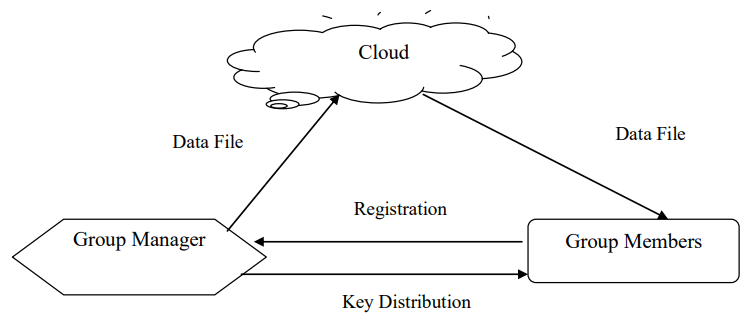 Cloud
Data File
Data File
Registration
Group Manager
Group Members
Key Distribution